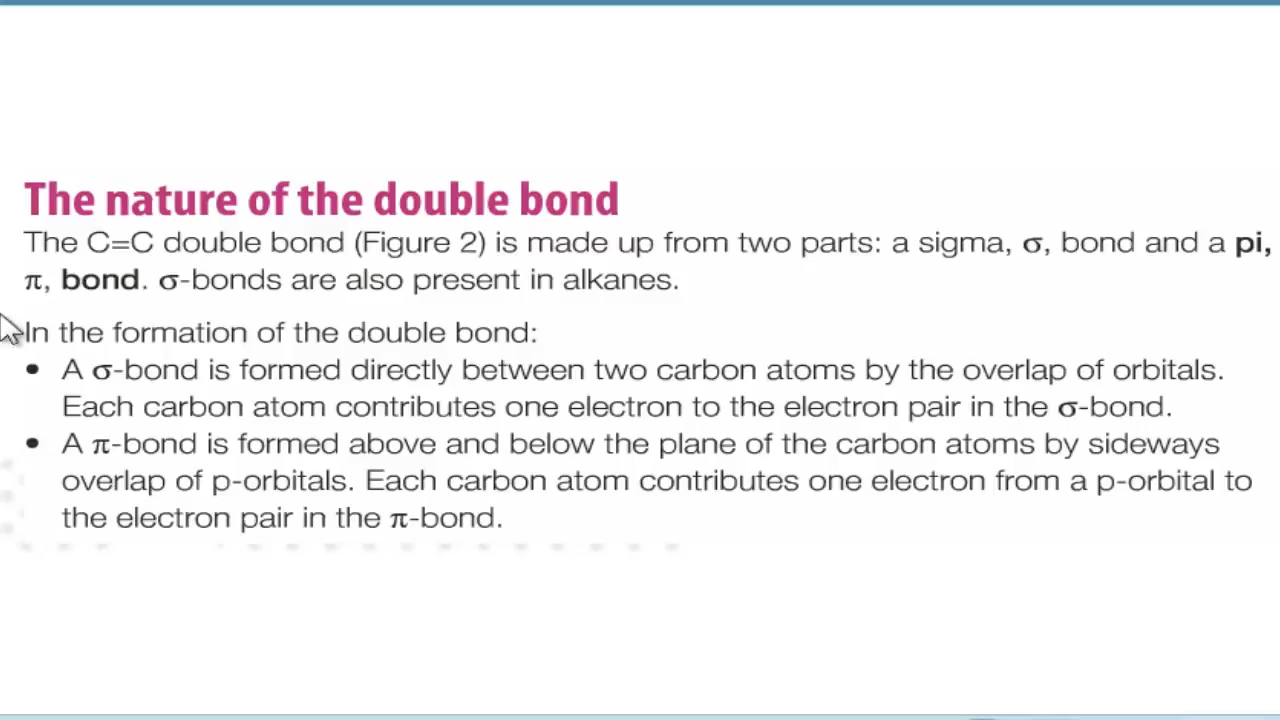 The nature of the double bond
The C=C double bond (Figure 2) is made up from two parts: a sigma, σ, bond and a pi,
π, bond. σ-bonds are also present in alkanes.
In the formation of the double bond:
• A σ-bond is formed directly between two carbon atoms by the overlap of orbitals.
Each carbon atom contributes one electron to the electron pair in the σ-bond.
• A π-bond is formed above and below the plane of the carbon atoms by sideways
overlap of p-orbitals. Each carbon atom contributes one electron from a p-orbital to
the electron pair in the π-bond.